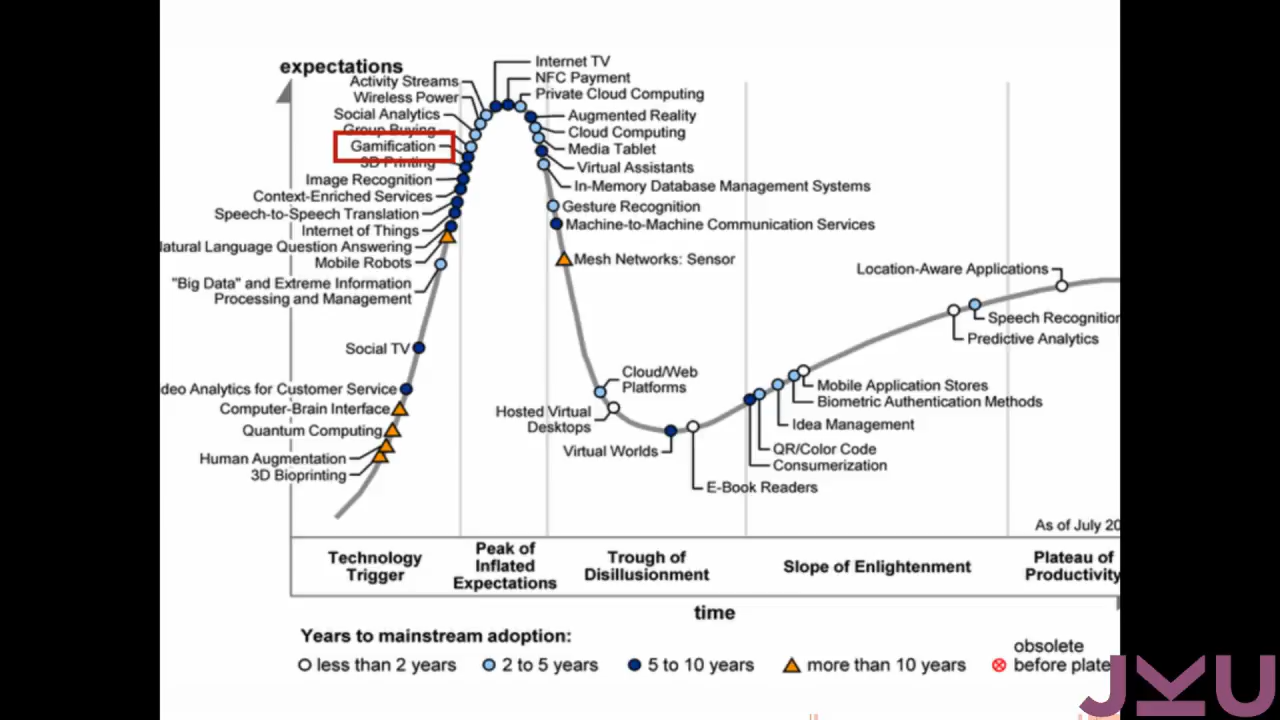 expectations
Activity Streams
Wireless Power
Social Analytics
Group Buying
Gamification
3D Printing
Image Recognition
Context-Enriched Services
Speech-to-Speech Translation
Internet of Things
atural Language Question Answering
Mobile Robots
"Big Data" and Extreme Information
Processing and Management
Social TV
deo Analytics for Customer Service
Computer-Brain Interface
Quantum Computing
Human Augmentation
3D Bioprinting
Internet TV
NFC Payment
Private Cloud Computing
Augmented Reality
Cloud Computing
Media Tablet
Virtual Assistants
In-Memory Database Management Systems
Gesture Recognition
Machine-to-Machine Communication Services
Mesh Networks: Sensor
Cloud/Web
Platforms
Hosted Virtual
Desktops
Virtual Worlds
E-Book Readers
Location-Aware Applications
Speech Recognition
Predictive Analytics
Mobile Application Stores
Biometric Authentication Methods
Idea Management
QR/Color Code
Consumerization
As of July 20
Technology
Trigger
Peak of
Inflated
Expectations
Trough of
Disillusionment
Slope of Enlightenment
Plateau of
Productivity
time
Years to mainstream adoption:
less than 2 years
2 to 5 years
5 to 10 years
more than 10 years
obsolete
before plate
JKU